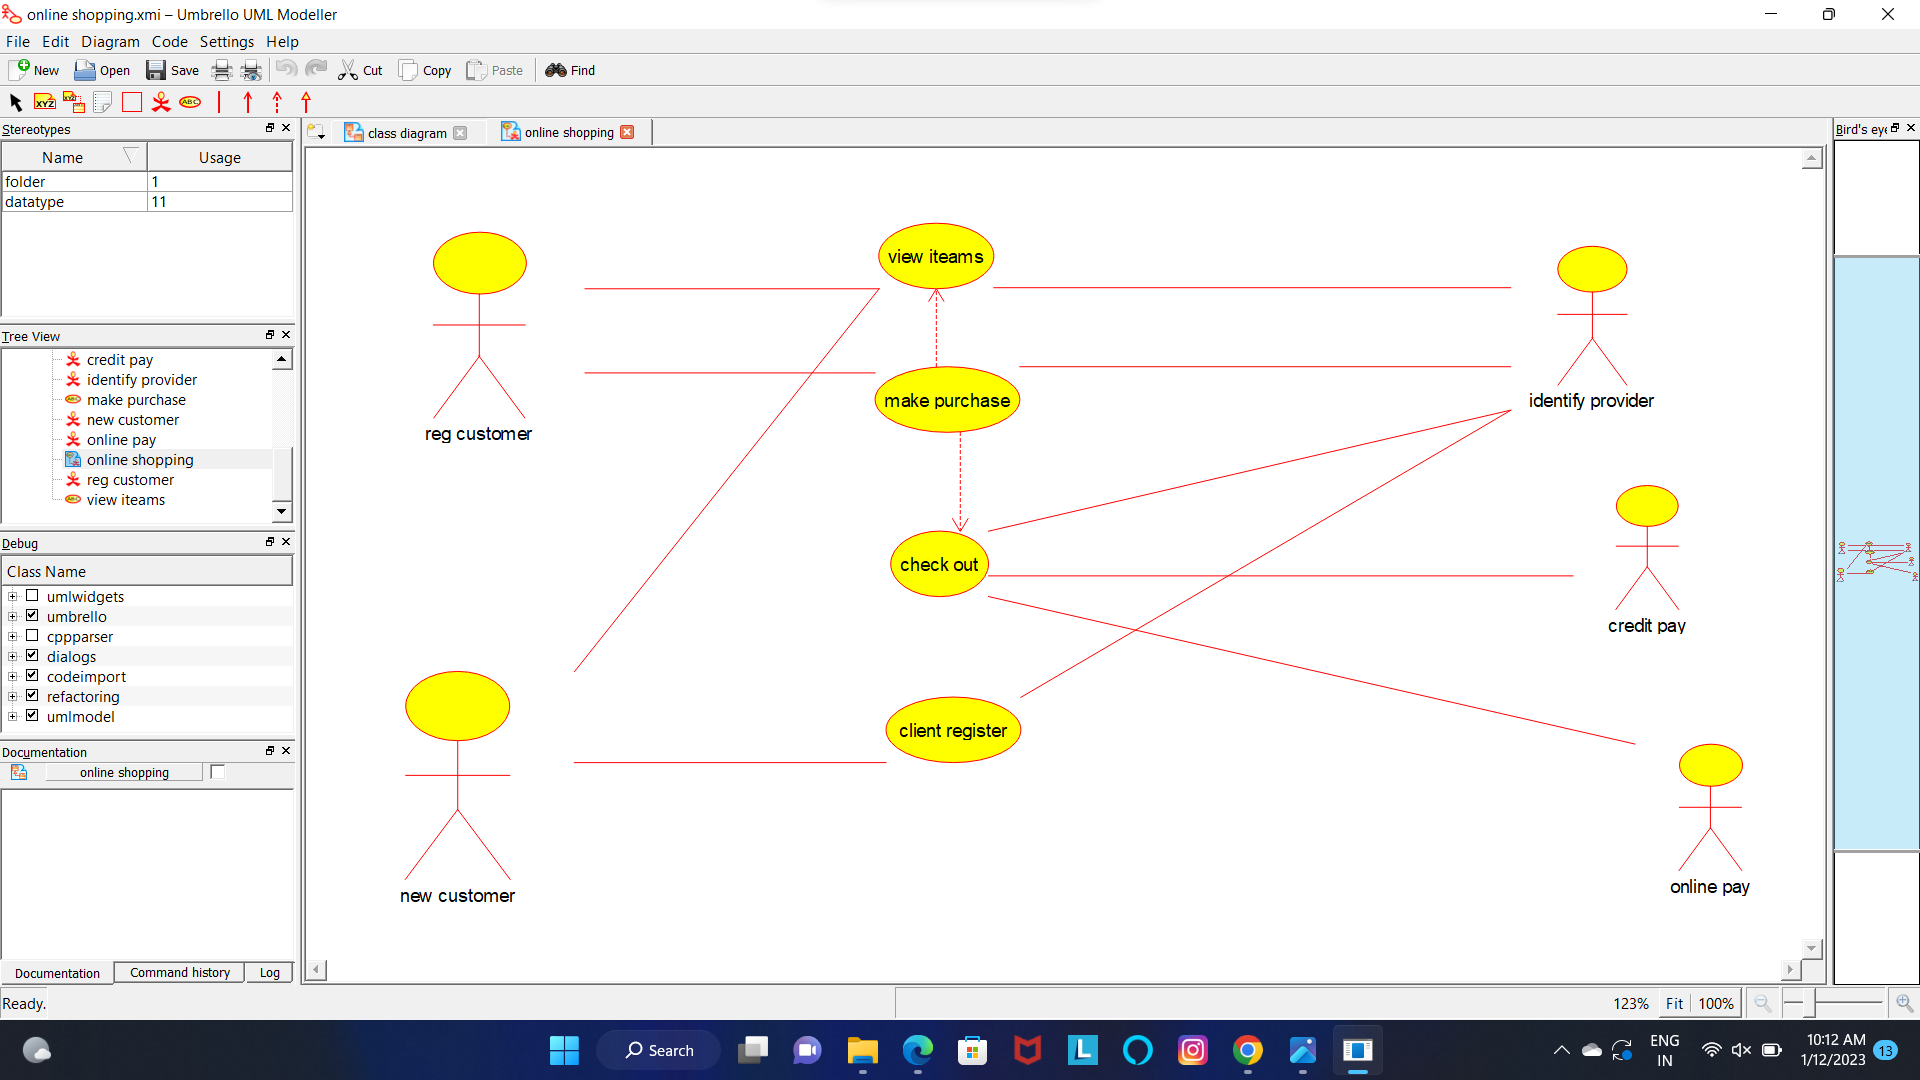 online shopping.xmi – Umbrello UML Modeller
File Edit Diagram Code Settings Help
New Open Save Cut Copy Paste Find
XYZ XYZ ABC
Stereotypes
Name Usage
folder 1
datatype 11
Tree View
credit pay
identify provider
make purchase
new customer
online pay
online shopping
reg customer
view iteams
Debug
Class Name
umlwidgets
umbrello
cppparser
dialogs
codeimport
refactoring
umlmodel
Documentation
online shopping
Documentation Command history Log
Ready.
class diagram online shopping
view iteams
make purchase
identify provider
reg customer
check out
credit pay
client register
new customer
online pay
Bird's eye
123% Fit 100%
Search
ENG
IN
10:12 AM
1/12/2023
13